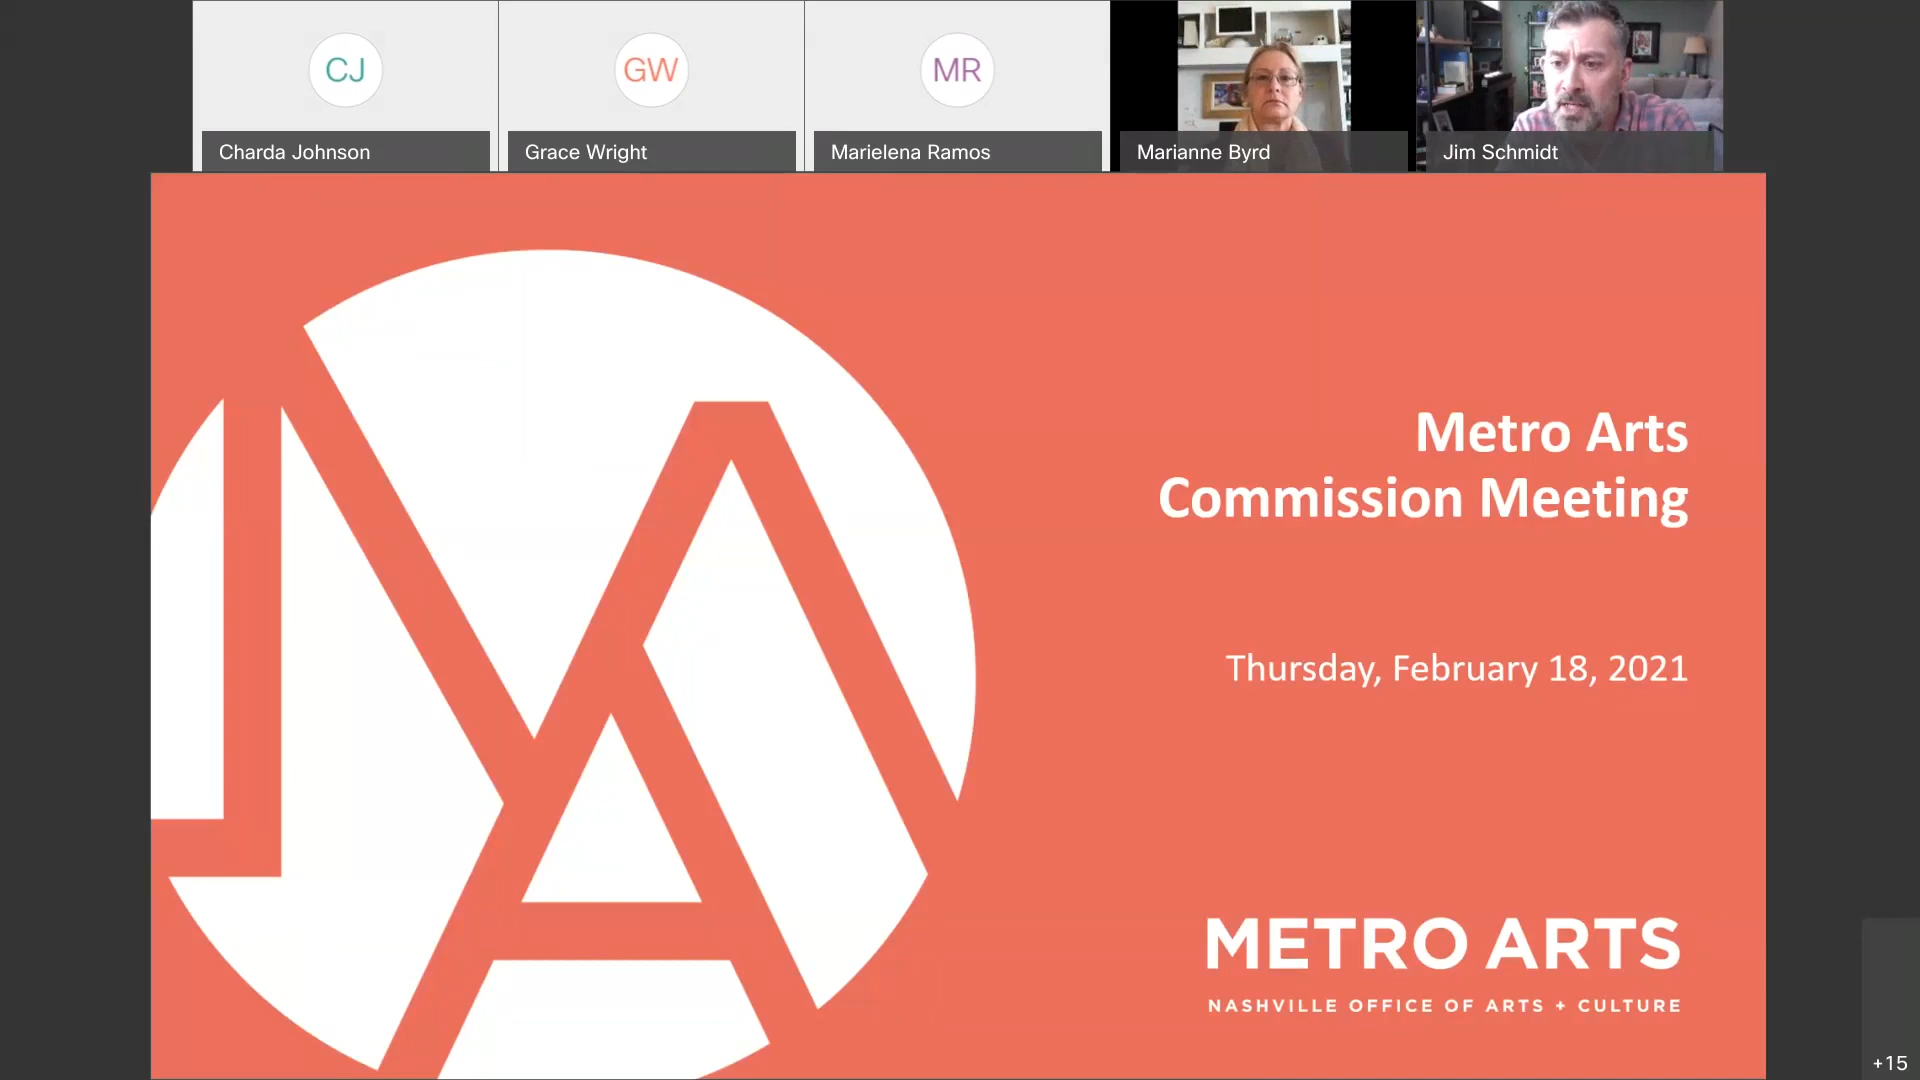 CJ
GW
MR
Charda Johnson
Grace Wright
Marielena Ramos
Marianne Byrd
Jim Schmidt
Metro Arts
Commission Meeting
Thursday, February 18, 2021
METRO ARTS
NASHVILLE OFFICE OF ARTS + CULTURE
+15